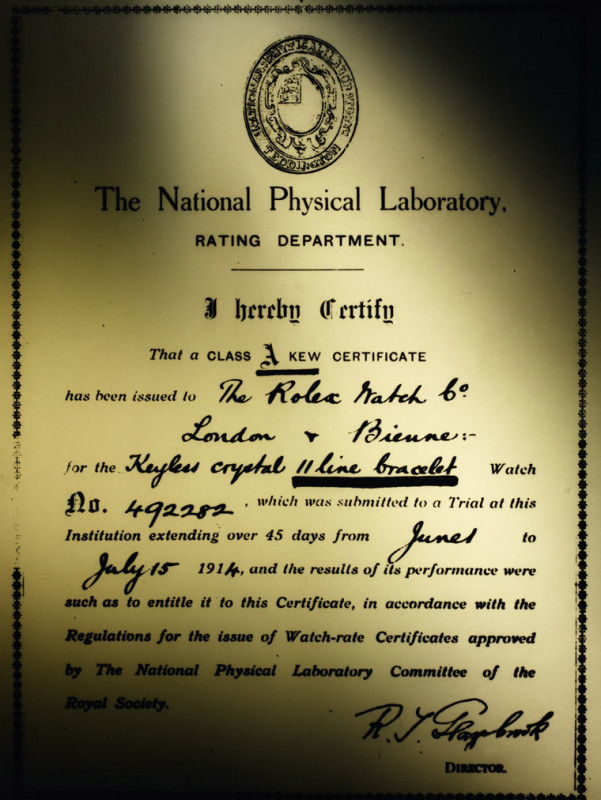 The National Physical Laboratory,
RATING DEPARTMENT.
I hereby Certify
That a CLASS A KEW CERTIFICATE
has been issued to The Rolex Watch Co.
London & Bienne:-
for the Keyless crystal 11 line bracelet Watch
No. 492282, which was submitted to a Trial at this
Institution extending over 45 days from June 1 to
July 15 1914, and the results of its performance were
such as to entitle it to this Certificate, in accordance with the
Regulations for the issue of Watch-rate Certificates approved
by The National Physical Laboratory Committee of the
Royal Society.
R. T. Glazebrook
DIRECTOR.